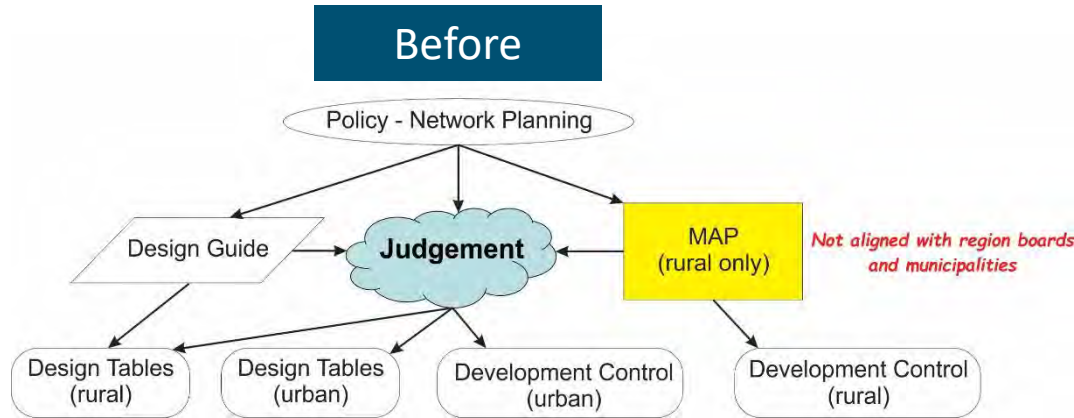 Before
Policy - Network Planning
Design Guide
Judgement
MAP
(rural only)
Not aligned with region boards
and municipalities
Design Tables
(rural)
Design Tables
(urban)
Development Control
(urban)
Development Control
(rural)